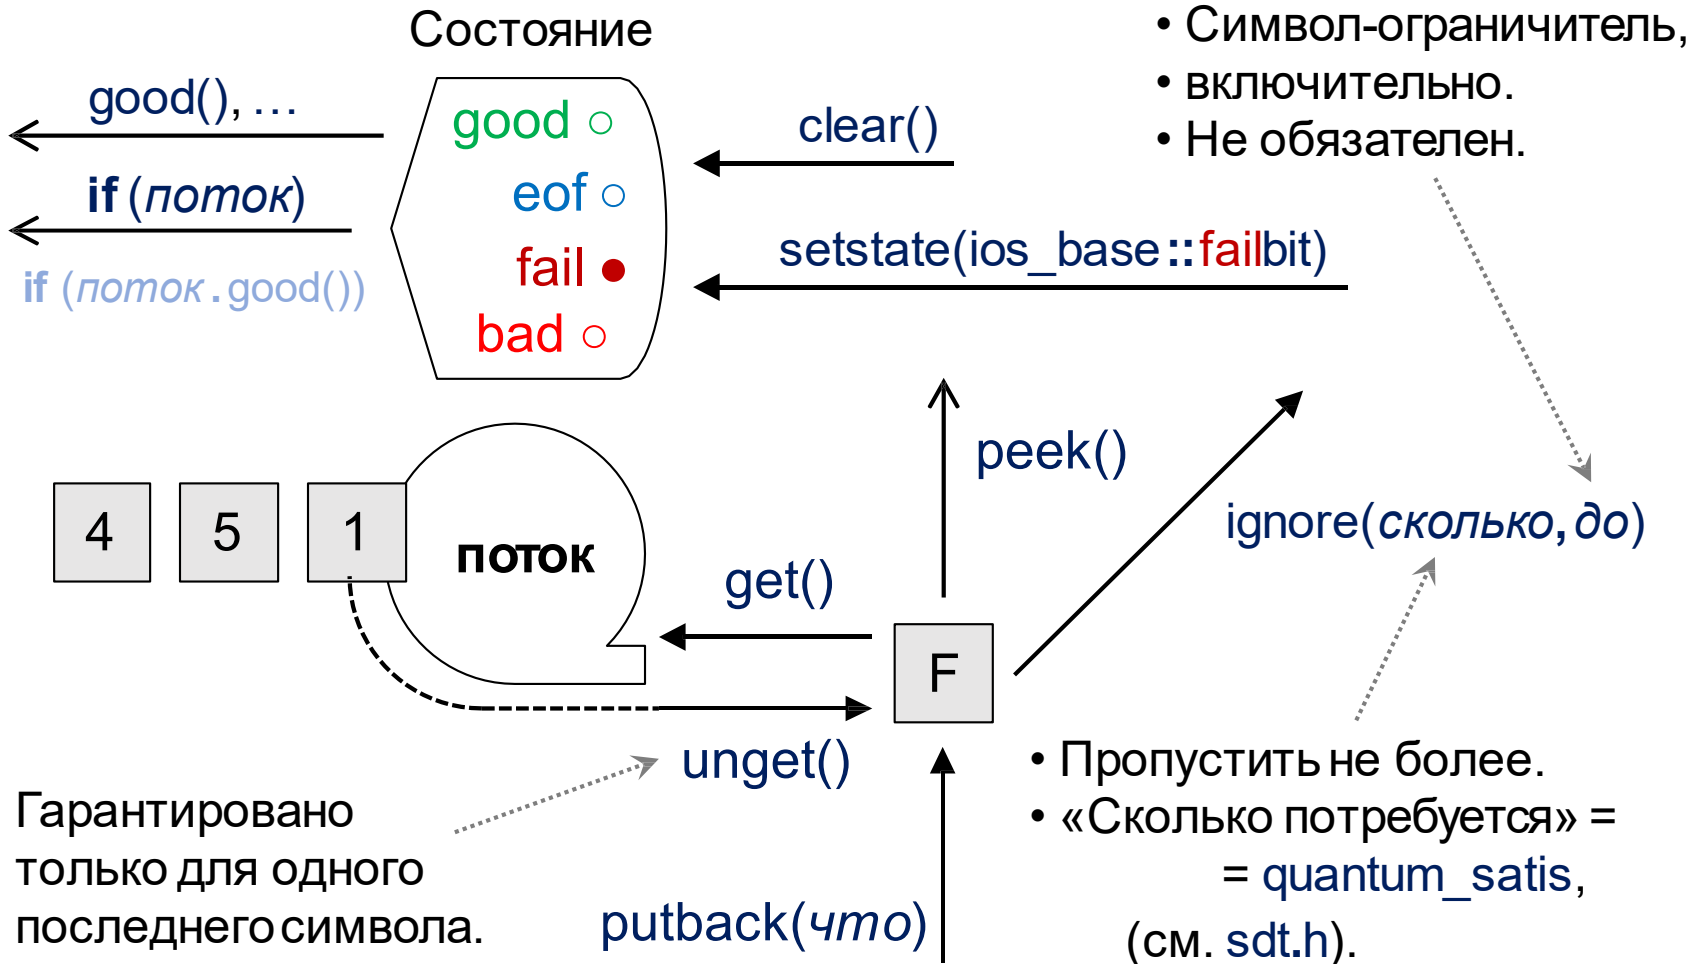 Состояние
good(), …
if (поток)
if (поток.good())
good ○
eof ○
fail ●
bad ○
clear()
setstate(ios_base::failbit)
• Символ-ограничитель,
• включительно.
• Не обязателен.
peek()
ignore(сколько, до)
4 5 1
поток
get()
F
unget()
putback(что)
Гарантировано
только для одного
последнего символа.
• Пропустить не более.
• «Сколько потребуется» =
= quantum_satis,
(см. sdt.h).